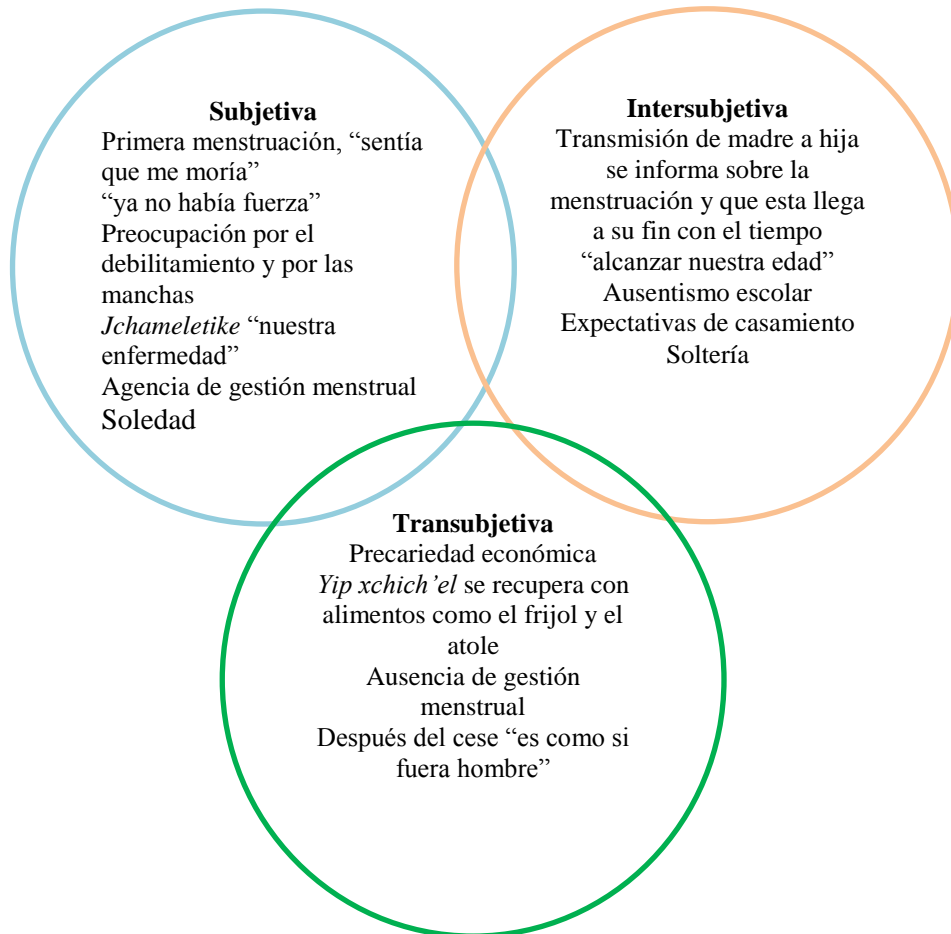 Subjetiva
Primera menstruación, “sentía
que me moría”
“ya no había fuerza”
Preocupación por el
debilitamiento y por las
manchas
Jchameletike “nuestra
enfermedad”
Agencia de gestión menstrual
Soledad
Intersubjetiva
Transmisión de madre a hija
se informa sobre la
menstruación y que esta llega
a su fin con el tiempo
“alcanzar nuestra edad”
Ausentismo escolar
Expectativas de casamiento
Soltería
Transubjetiva
Precariedad económica
Yip xchich’el se recupera con
alimentos como el frijol y el
atole
Ausencia de gestión
menstrual
Después del cese “es como si
fuera hombre”